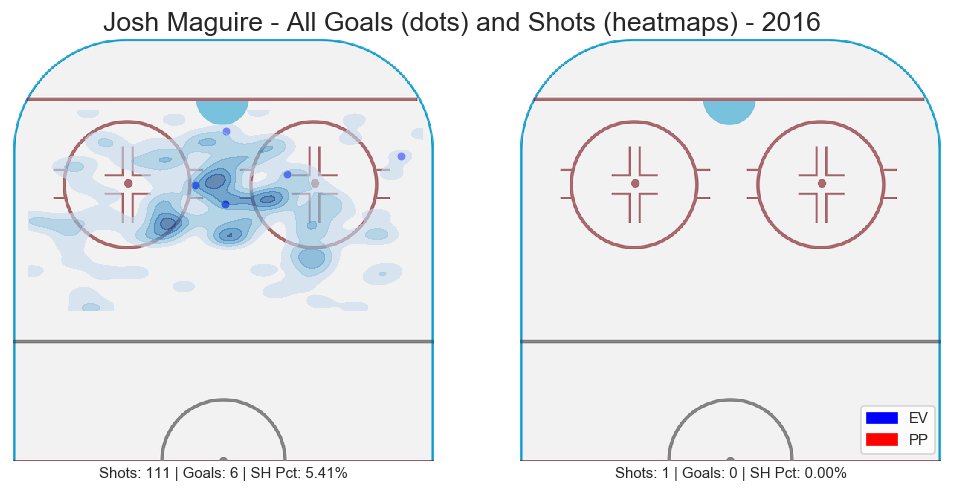 Josh Maguire - All Goals (dots) and Shots (heatmaps) - 2016
EV
PP
Shots: 111 | Goals: 6 | SH Pct: 5.41%
Shots: 1 | Goals: 0 | SH Pct: 0.00%